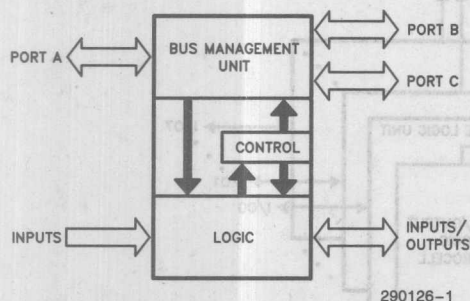 PORT A
BUS MANAGEMENT
UNIT
PORT B
PORT C
CONTROL
INPUTS
LOGIC
INPUTS/
OUTPUTS
290126-1